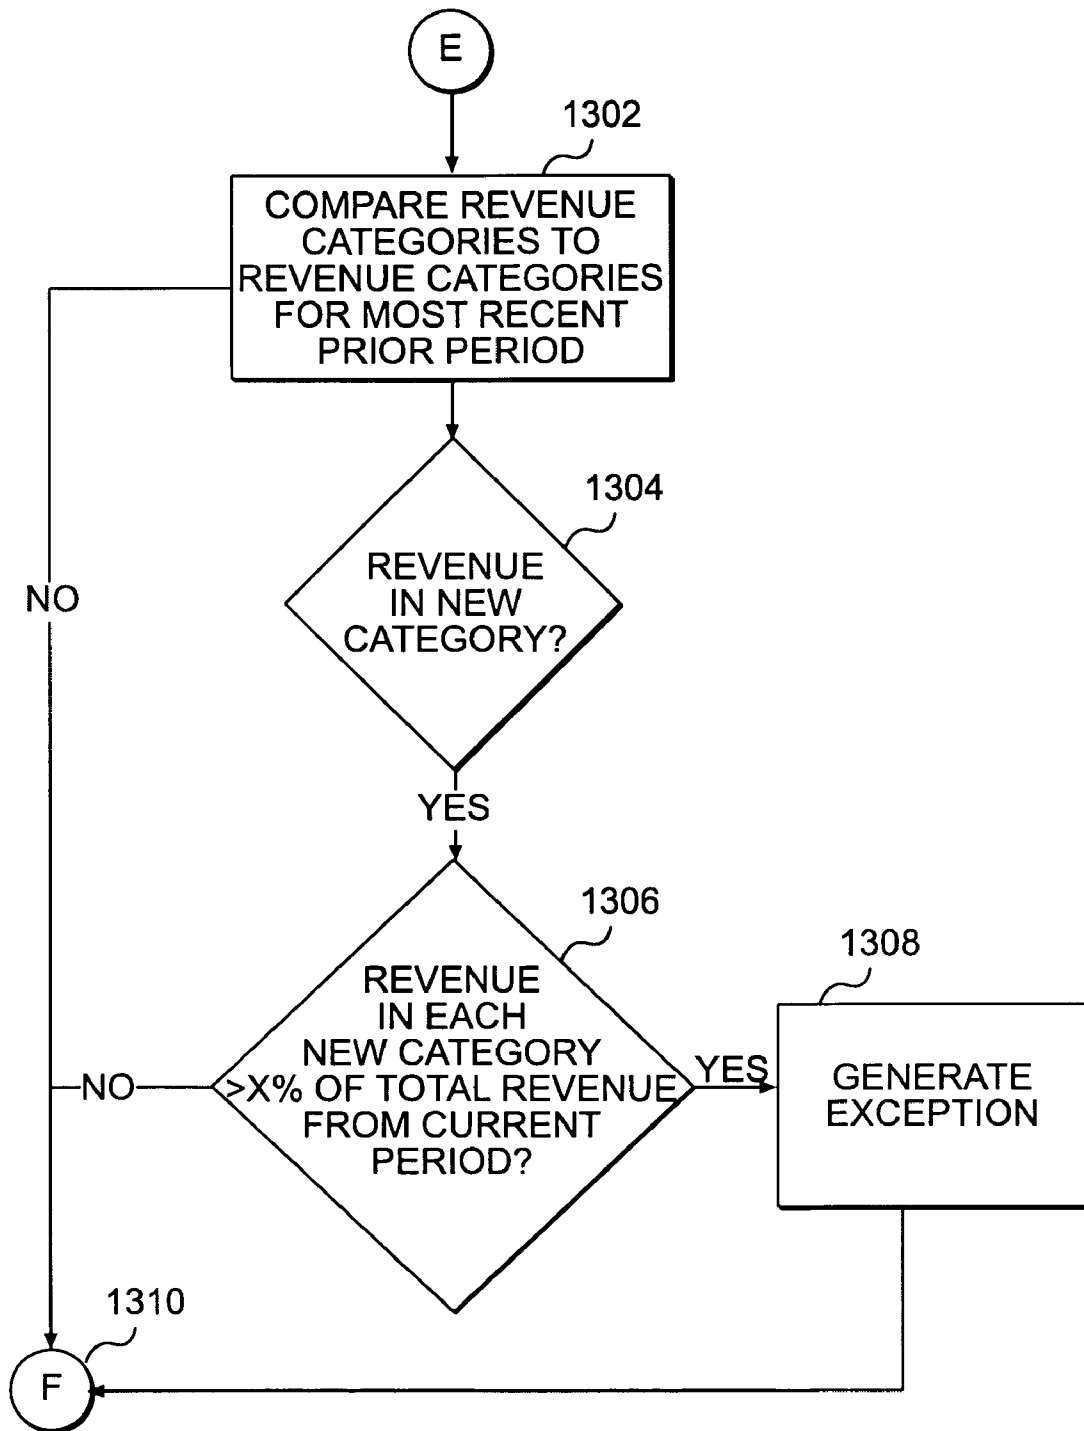 E
1302
COMPARE REVENUE
CATEGORIES TO
REVENUE CATEGORIES
FOR MOST RECENT
PRIOR PERIOD
1304
REVENUE
IN NEW
CATEGORY?
NO
YES
1306
REVENUE
IN EACH
NEW CATEGORY
>X% OF TOTAL REVENUE
FROM CURRENT
PERIOD?
NO
YES
1308
GENERATE
EXCEPTION
1310
F